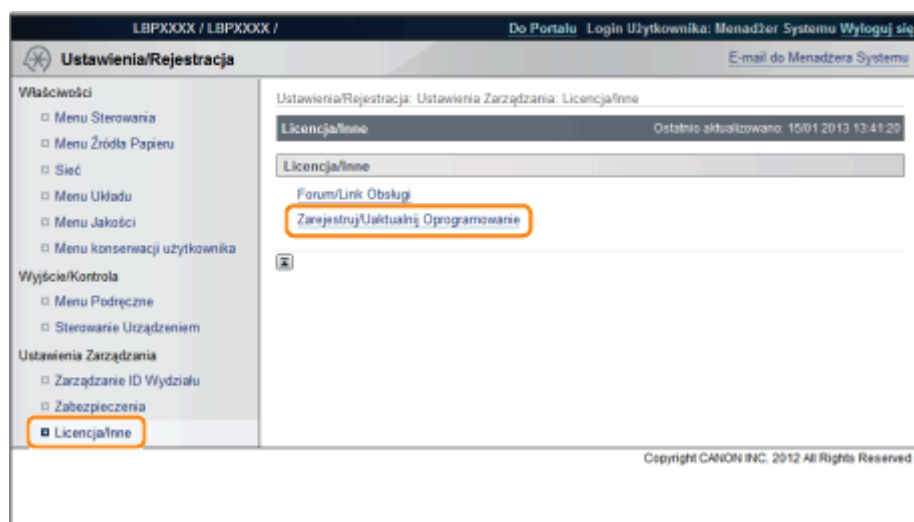 LBPXXXX / LBPXXXX /
Do Portalu Login Użytkownika: Menadżer Systemu Wyloguj się
Ustawienia/Rejestracja
E-mail do Menadżera Systemu
Właściwości
Menu Sterowania
Menu Źródła Papieru
Sieć
Menu Układu
Menu Jakości
Menu konserwacji użytkownika
Wyjście/Kontrola
Menu Podręczne
Sterowanie Urządzeniem
Ustawienia Zarządzania
Zarządzanie ID Wydziału
Zabezpieczenia
Licencja/Inne
Ustawienia/Rejestracja: Ustawienia Zarządzania: Licencja/Inne
Licencja/Inne
Ostatnio aktualizowano: 15/01 2013 13:41:20
Licencja/Inne
Forum/Link Obsługi
Zarejestruj/Uaktualnij Oprogramowanie
Copyright CANON INC. 2012 All Rights Reserved